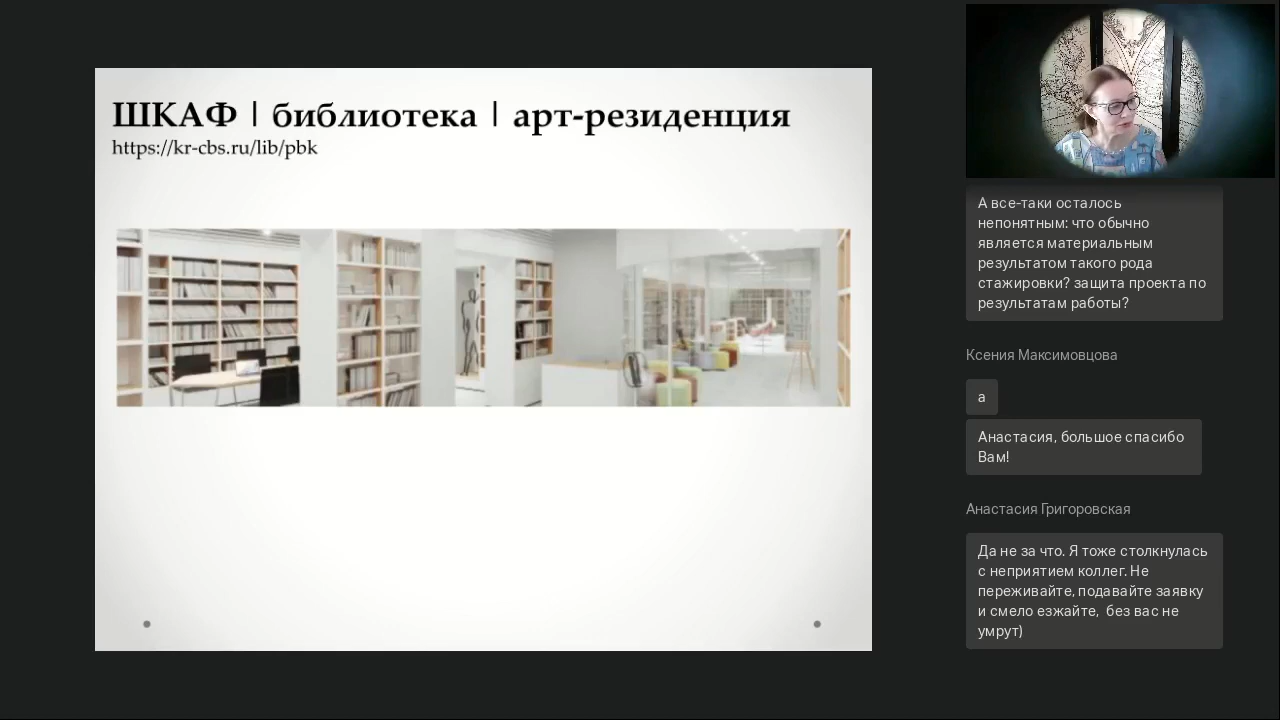 ШКАФ | библиотека | арт-резиденция
https://kr-cbs.ru/lib/pbk
А все-таки осталось
непонятным: что обычно
является материальным
результатом такого рода
стажировки? защита проекта по
результатам работы?
Ксения Максимовцова
а
Анастасия, большое спасибо
Вам!
Анастасия Григоровская
Да не за что. Я тоже столкнулась
с неприятием коллег. Не
переживайте, подавайте заявку
и смело езжайте, без вас не
умрут)